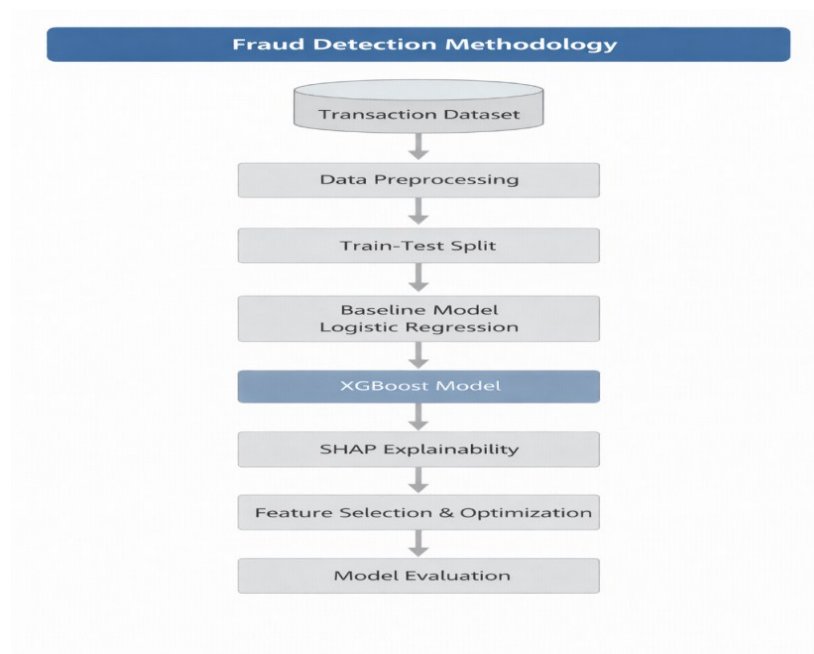 Fraud Detection Methodology
Transaction Dataset
Data Preprocessing
Train-Test Split
Baseline Model
Logistic Regression
XGBoost Model
SHAP Explainability
Feature Selection & Optimization
Model Evaluation